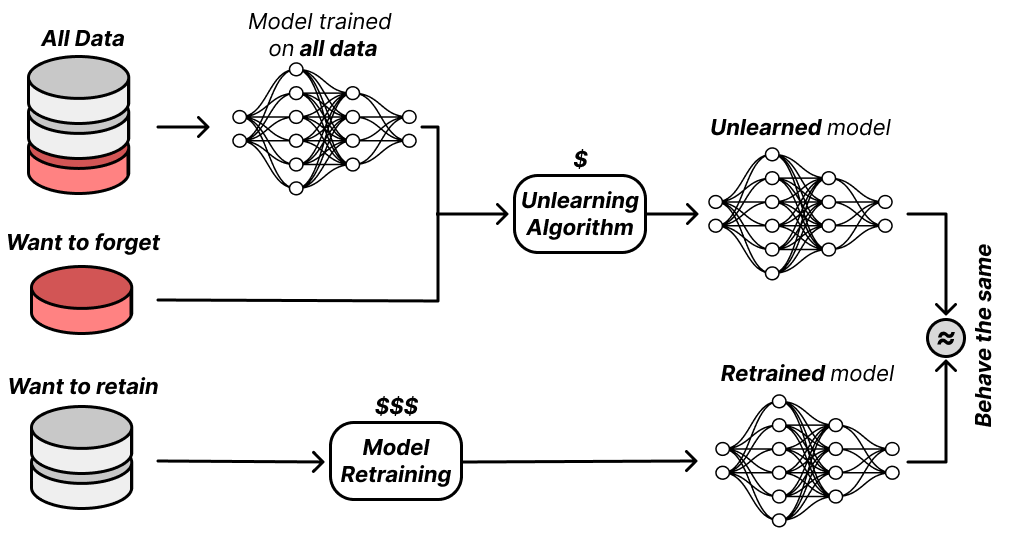 All Data
Model trained
on all data
Want to forget
$
Unlearning
Algorithm
Unlearned model
Behave the same
≈
Want to retain
$$$
Model
Retraining
Retrained model